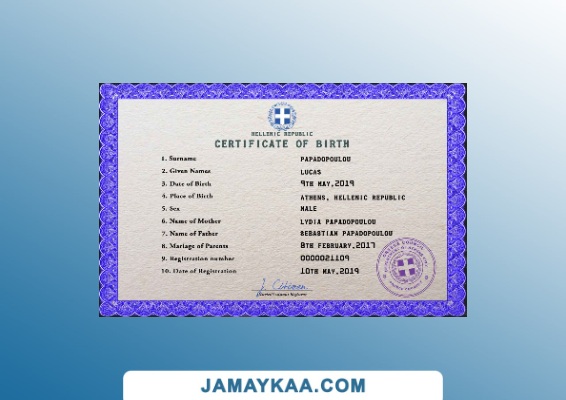 HELLENIC REPUBLIC
CERTIFICATE OF BIRTH
1. Surname PAPADOPOULOU
2. Given Names LUCAS
3. Date of Birth 9TH MAY,2019
4. Place of Birth ATHENS, HELLENIC REPUBLIC
5. Sex MALE
6. Name of Mother LYDIA PAPADOPOULOU
7. Name of Father SEBASTIAN PAPADOPOULOU
8. Mariage of Parents 8TH FEBRUARY,2017
9. Registration number 0000021109
10. Date of Registration 10TH MAY,2019
JAMAYKAA.COM